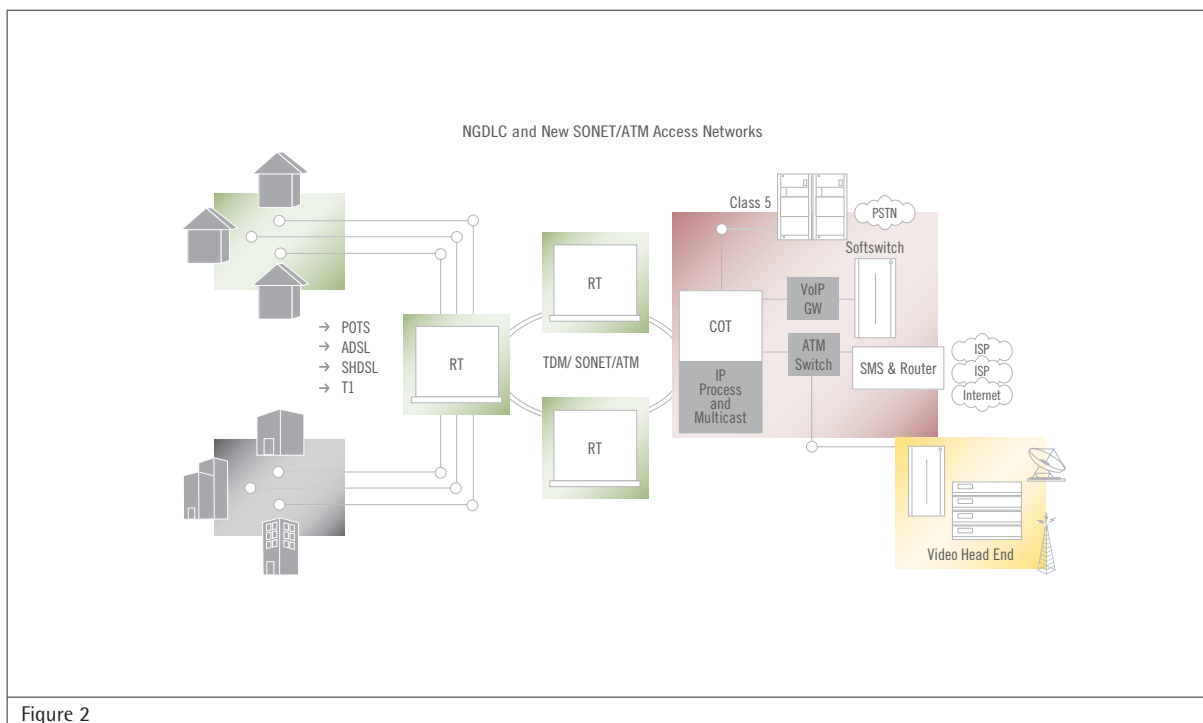 NGDLC and New SONET/ATM Access Networks
Class 5
PSTN
Softswitch
RT
VoIP
GW
→ POTS
→ ADSL
→ SHDSL
→ T1
RT
TDM/ SONET/ATM
COT
ATM
Switch
IP
Process
and
Multicast
SMS & Router
ISP
ISP
Internet
RT
Video Head End
Figure 2